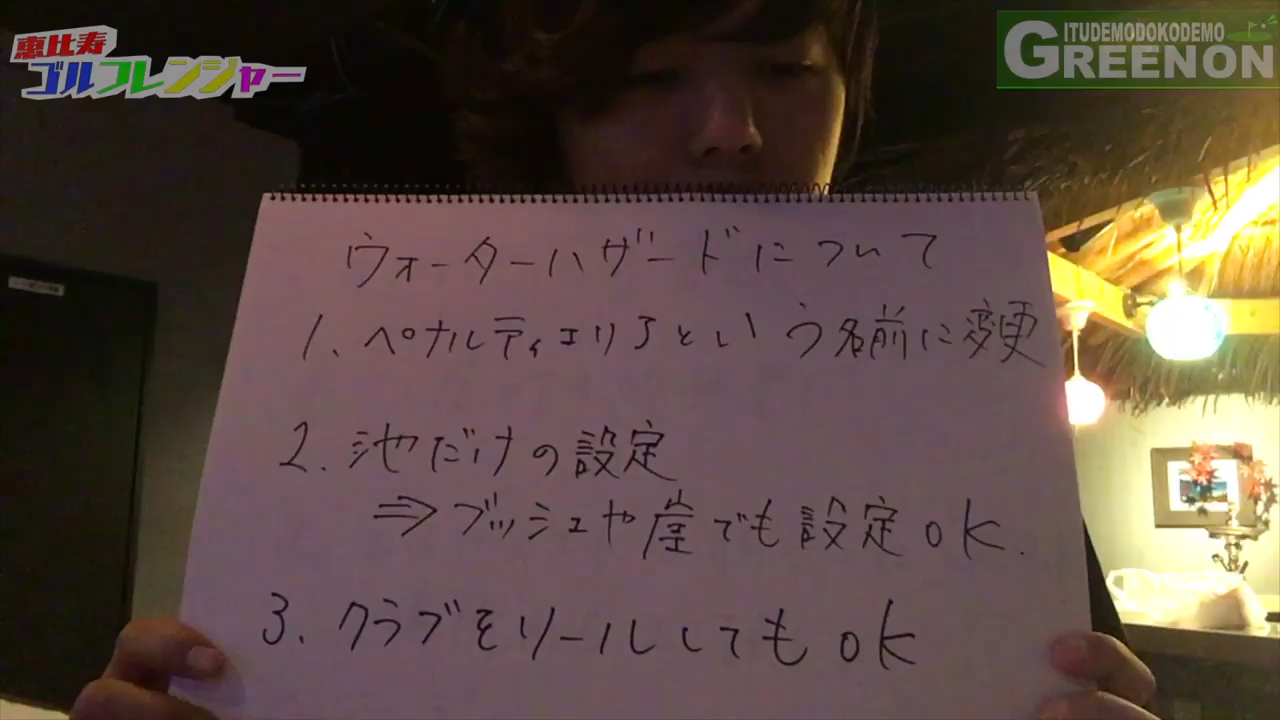 恵比寿
ゴルフレンジャー
ITUDEMODOKODEMO
GREENON
ウォーターハザードについて
1. ペナルティエリアという名前に変更
2. 池だけの設定
⇒ブッシュや崖でも設定OK.
3. クラブをソールしてもOK